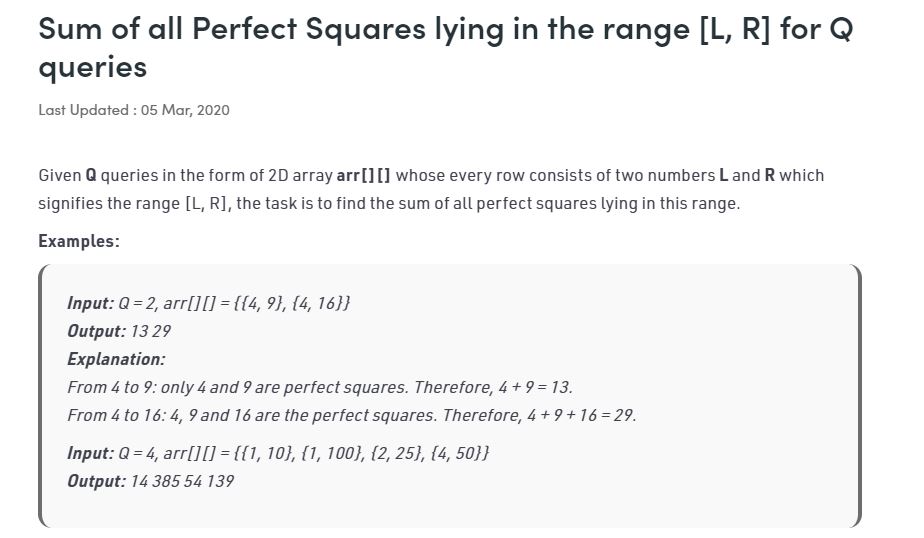 Sum of all Perfect Squares lying in the range [L, R] for Q
queries
Last Updated : 05 Mar, 2020
Given Q queries in the form of 2D array arr[][] whose every row consists of two numbers L and R which
signifies the range [L, R], the task is to find the sum of all perfect squares lying in this range.
Examples:
Input: Q = 2, arr[][] = {{4, 9}, {4, 16}}
Output: 13 29
Explanation:
From 4 to 9: only 4 and 9 are perfect squares. Therefore, 4 + 9 = 13.
From 4 to 16: 4, 9 and 16 are the perfect squares. Therefore, 4 + 9 + 16 = 29.
Input: Q = 4, arr[][] = {{1, 10}, {1, 100}, {2, 25}, {4, 50}}
Output: 14 385 54 139